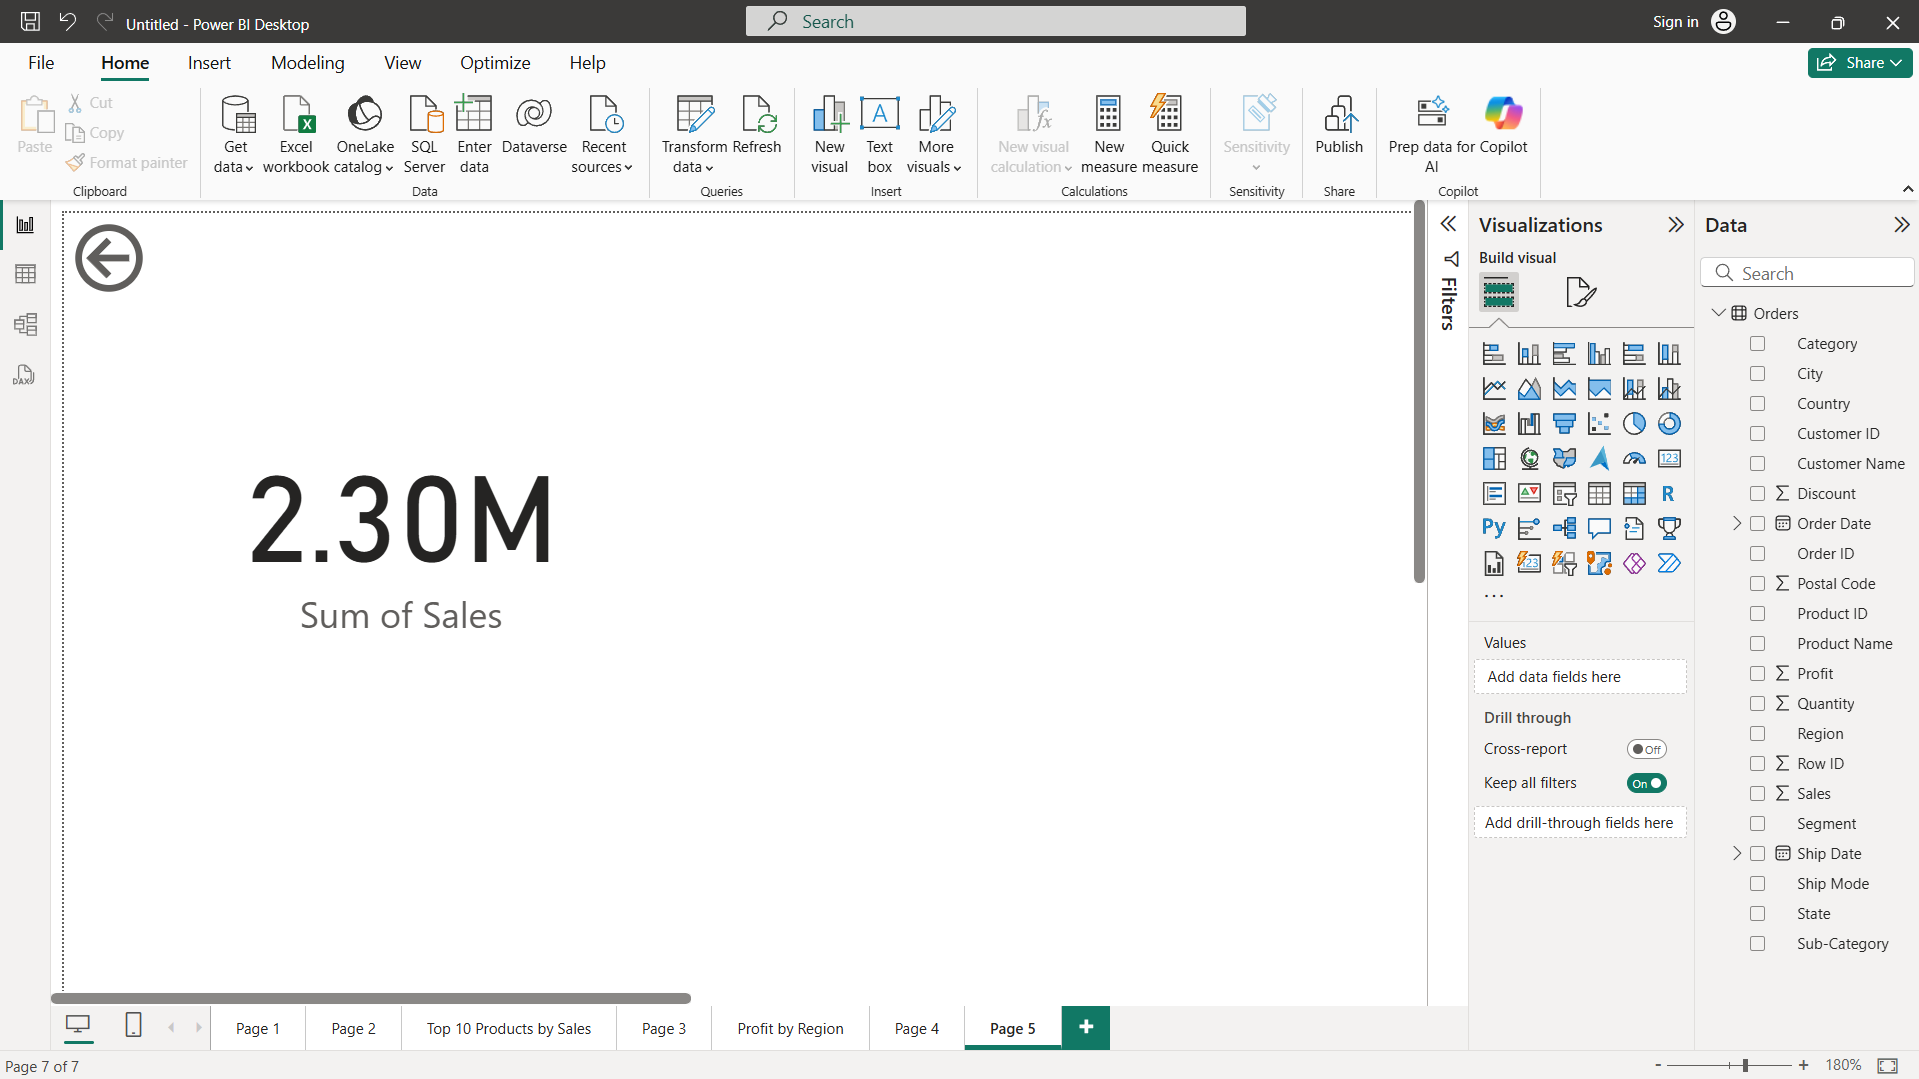 Untitled - Power BI Desktop
Search
Sign in
File
Home
Insert
Modeling
View
Optimize
Help
Share
Paste
Cut
Copy
Format painter
Clipboard
Get data
Excel workbook
OneLake catalog
SQL Server
Enter data
Dataverse
Recent sources
Data
Transform data
Refresh
Queries
New visual
Text box
More visuals
Insert
New visual calculation
New measure
Quick measure
Calculations
Sensitivity
Sensitivity
Publish
Share
Prep data for AI
Copilot
Copilot
2.30M
Sum of Sales
Filters
Visualizations
Build visual
123
R
Py
123
Values
Add data fields here
Drill through
Cross-report
Off
Keep all filters
On
Add drill-through fields here
Data
Search
Orders
Category
City
Country
Customer ID
Customer Name
Discount
Order Date
Order ID
Postal Code
Product ID
Product Name
Profit
Quantity
Region
Row ID
Sales
Segment
Ship Date
Ship Mode
State
Sub-Category
DAX
Page 1
Page 2
Top 10 Products by Sales
Page 3
Profit by Region
Page 4
Page 5
+
Page 7 of 7
-
+
180%